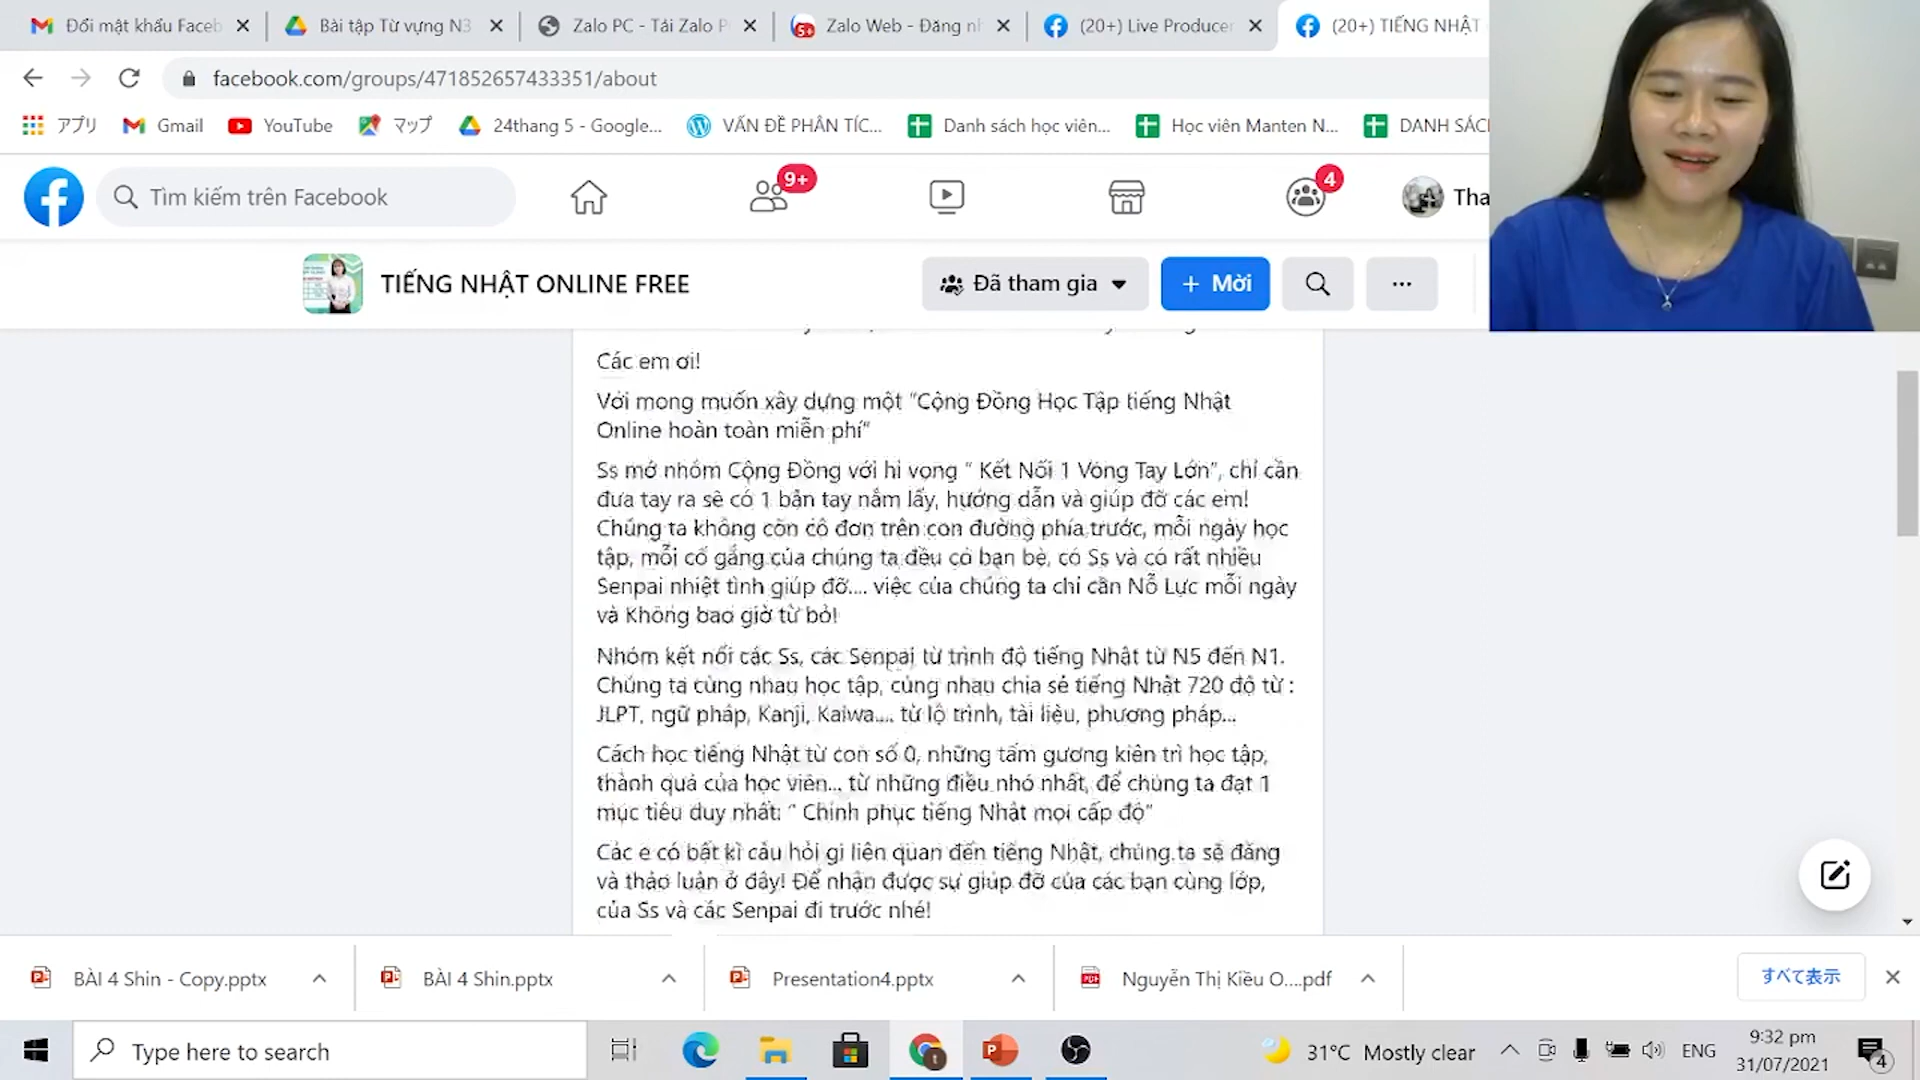 Đổi mật khẩu Faceb
Bài tập Từ vựng N3
Zalo PC - Tải Zalo P
Zalo Web - Đăng nh
(20+) Live Producer
(20+) TIẾNG NHẬT
facebook.com/groups/471852657433351/about
アプリ
Gmail
YouTube
マップ
24thang 5 - Google...
VẤN ĐỀ PHÂN TÍC...
Danh sách học viên...
Học viên Manten N...
DANH SÁC
Tìm kiếm trên Facebook
9+
4
Tha
TIẾNG NHẬT ONLINE FREE
Đã tham gia
+ Mời
Các em ơi!
Với mong muốn xây dựng một "Cộng Đồng Học Tập tiếng Nhật
Online hoàn toàn miễn phí"
Ss mở nhóm Cộng Đồng với hi vọng " Kết Nối 1 Vòng Tay Lớn", chỉ cần
đưa tay ra sẽ có 1 bàn tay nắm lấy, hướng dẫn và giúp đỡ các em!
Chúng ta không còn cô đơn trên con đường phía trước, mỗi ngày học
tập, mỗi cố gắng của chúng ta đều có bạn bè, có Ss và có rất nhiều
Senpai nhiệt tình giúp đỡ.... việc của chúng ta chỉ cần Nỗ Lực mỗi ngày
và Không bao giờ từ bỏ!
Nhóm kết nối các Ss, các Senpai từ trình độ tiếng Nhật từ N5 đến N1.
Chúng ta cùng nhau học tập, cùng nhau chia sẻ tiếng Nhật 720 độ từ :
JLPT, ngữ pháp, Kanji, Kaiwa.... từ lộ trình, tài liệu, phương pháp...
Cách học tiếng Nhật từ con số 0, những tấm gương kiên trì học tập,
thành quả của học viên... từ những điều nhỏ nhất, để chúng ta đạt 1
mục tiêu duy nhất: " Chinh phục tiếng Nhật mọi cấp độ"
Các e có bất kì câu hỏi gì liên quan đến tiếng Nhật, chúng ta sẽ đăng
và thảo luận ở đây! Để nhận được sự giúp đỡ của các bạn cùng lớp,
của Ss và các Senpai đi trước nhé!
BÀI 4 Shin - Copy.pptx
BÀI 4 Shin.pptx
Presentation4.pptx
Nguyễn Thị Kiều O....pdf
すべて表示
Type here to search
31°C Mostly clear
ENG
9:32 pm
31/07/2021
4